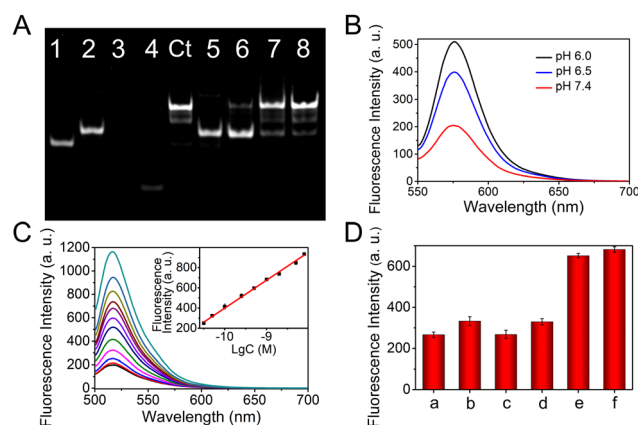 A
1 2 3 4 Ct 5 6 7 8
B
Fluorescence Intensity (a. u.)
500
400
300
200
100
0
pH 6.0
pH 6.5
pH 7.4
550 600 650 700
Wavelength (nm)
C
Fluorescence Intensity (a. u.)
1200
1000
800
600
400
200
0
Fluorescence
Intensity (a. u.)
800
600
400
200
-10 -9
LgC (M)
500 550 600 650 700
Wavelength (nm)
D
Fluorescence Intensity (a. u.)
600
400
200
0
a b c d e f